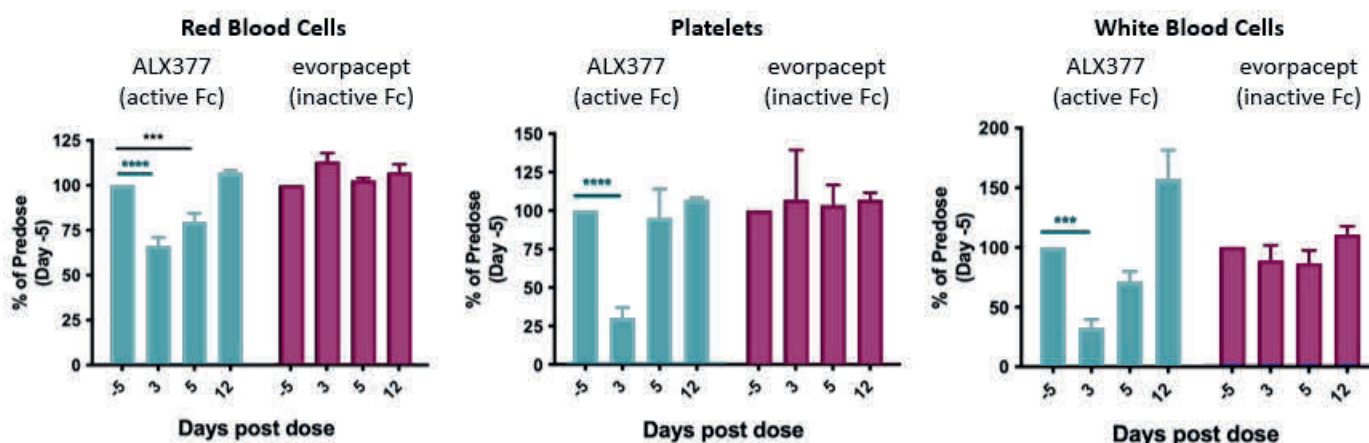 Red Blood Cells
ALX377 evorpacept
(active Fc) (inactive Fc)
% of Predose
(Day -5)
125
100
75
50
25
0
***
****
-5 3 5 12 -5 3 5 12
Days post dose
Platelets
ALX377 evorpacept
(active Fc) (inactive Fc)
% of Predose
(Day -5)
150
125
100
75
50
25
0
****
-5 3 5 12 -5 3 5 12
Days post dose
White Blood Cells
ALX377 evorpacept
(active Fc) (inactive Fc)
% of Predose
(Day -5)
200
150
100
50
0
***
-5 3 5 12 -5 3 5 12
Days post dose